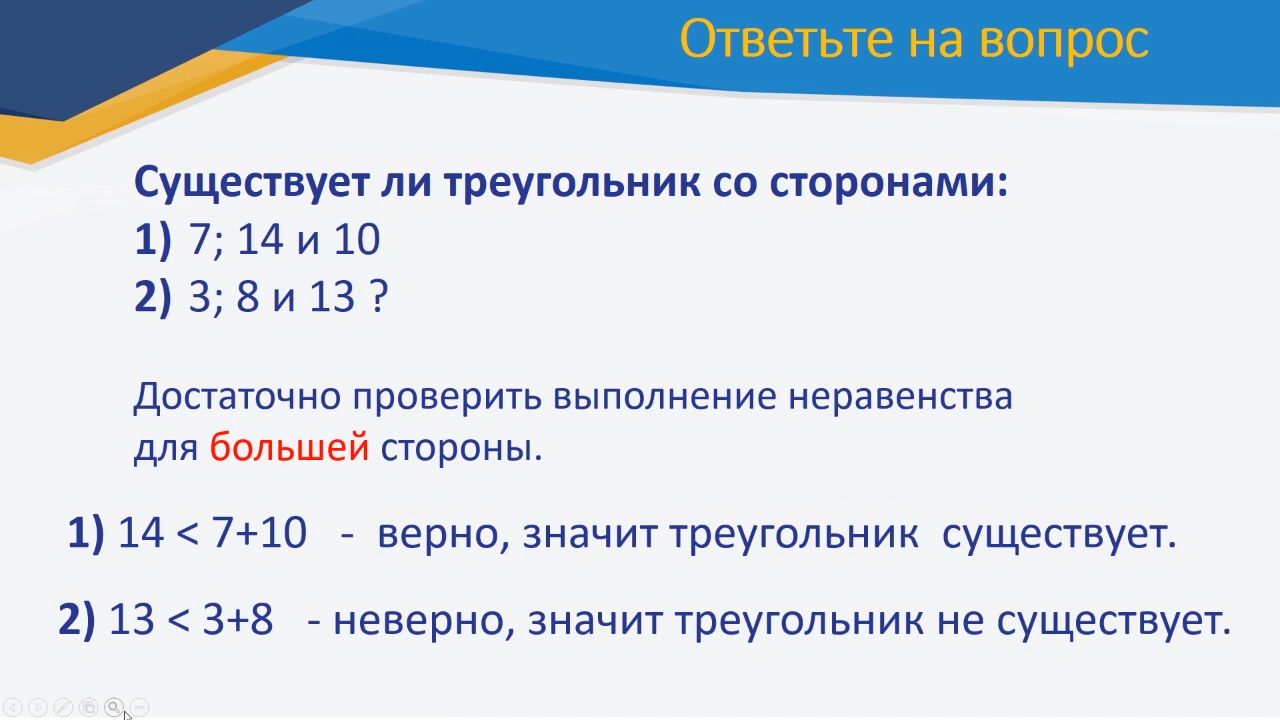 Ответьте на вопрос
Существует ли треугольник со сторонами:
1) 7; 14 и 10
2) 3; 8 и 13 ?
Достаточно проверить выполнение неравенства
для большей стороны.
1) 14 < 7+10 - верно, значит треугольник существует.
2) 13 < 3+8 - неверно, значит треугольник не существует.